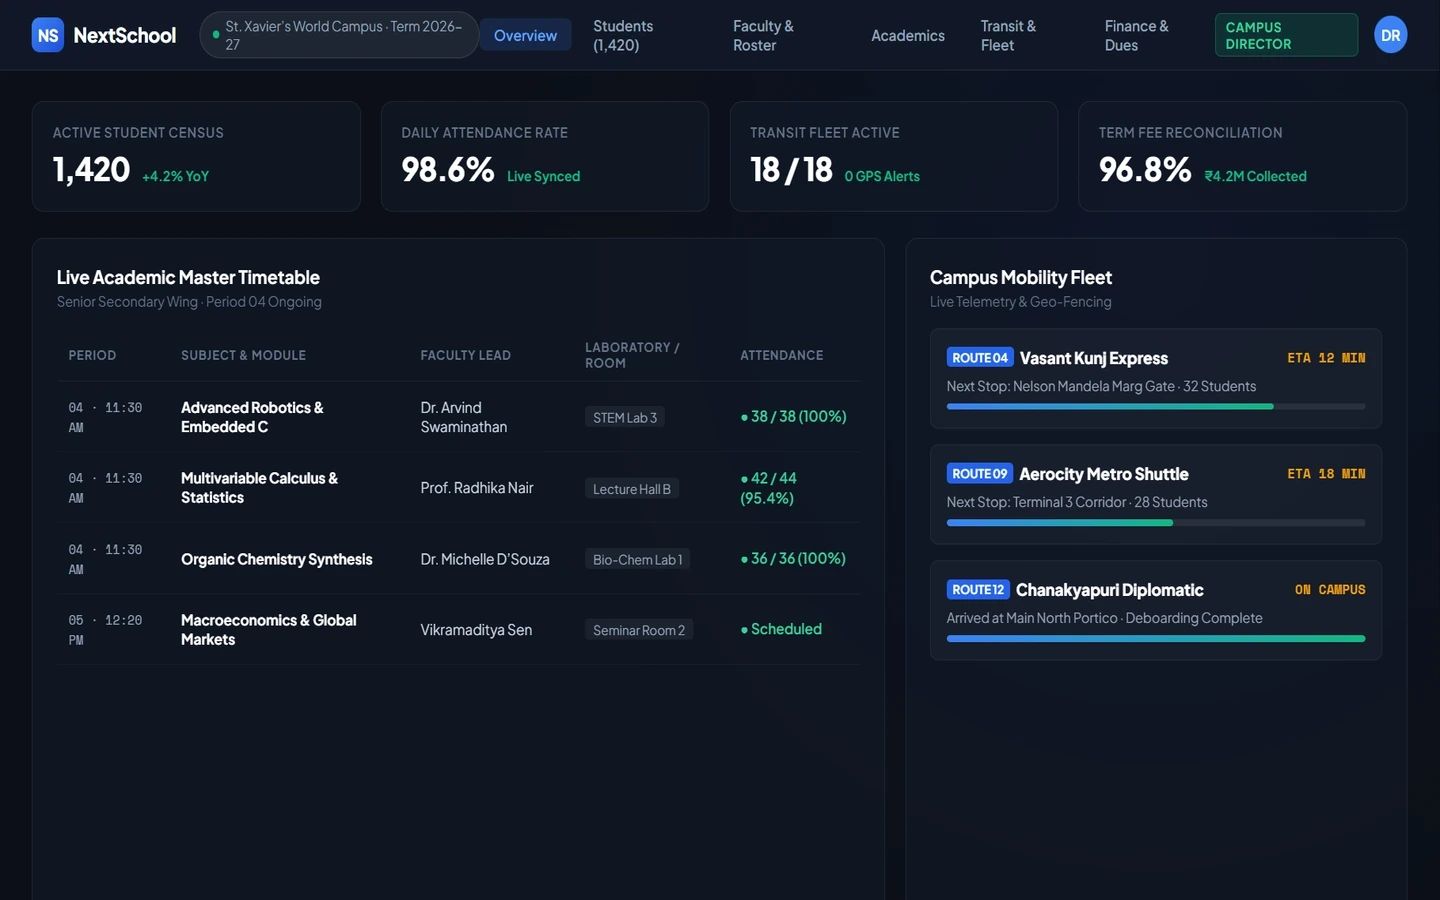 NS NextSchool
St. Xavier's World Campus · Term 2026–
27
Overview
Students
(1,420)
Faculty &
Roster
Academics
Transit &
Fleet
Finance &
Dues
CAMPUS
DIRECTOR
DR
ACTIVE STUDENT CENSUS
1,420 +4.2% YoY
DAILY ATTENDANCE RATE
98.6% Live Synced
TRANSIT FLEET ACTIVE
18 / 18 0 GPS Alerts
TERM FEE RECONCILIATION
96.8% ₹4.2M Collected
Live Academic Master Timetable
Senior Secondary Wing · Period 04 Ongoing
PERIOD
SUBJECT & MODULE
FACULTY LEAD
LABORATORY /
ROOM
ATTENDANCE
04 · 11:30
AM
Advanced Robotics &
Embedded C
Dr. Arvind
Swaminathan
STEM Lab 3
● 38 / 38 (100%)
04 · 11:30
AM
Multivariable Calculus &
Statistics
Prof. Radhika Nair
Lecture Hall B
● 42 / 44
(95.4%)
04 · 11:30
AM
Organic Chemistry Synthesis
Dr. Michelle D'Souza
Bio-Chem Lab 1
● 36 / 36 (100%)
05 · 12:20
PM
Macroeconomics & Global
Markets
Vikramaditya Sen
Seminar Room 2
● Scheduled
Campus Mobility Fleet
Live Telemetry & Geo-Fencing
ROUTE 04 Vasant Kunj Express ETA 12 MIN
Next Stop: Nelson Mandela Marg Gate · 32 Students
ROUTE 09 Aerocity Metro Shuttle ETA 18 MIN
Next Stop: Terminal 3 Corridor · 28 Students
ROUTE 12 Chanakyapuri Diplomatic ON CAMPUS
Arrived at Main North Portico · Deboarding Complete